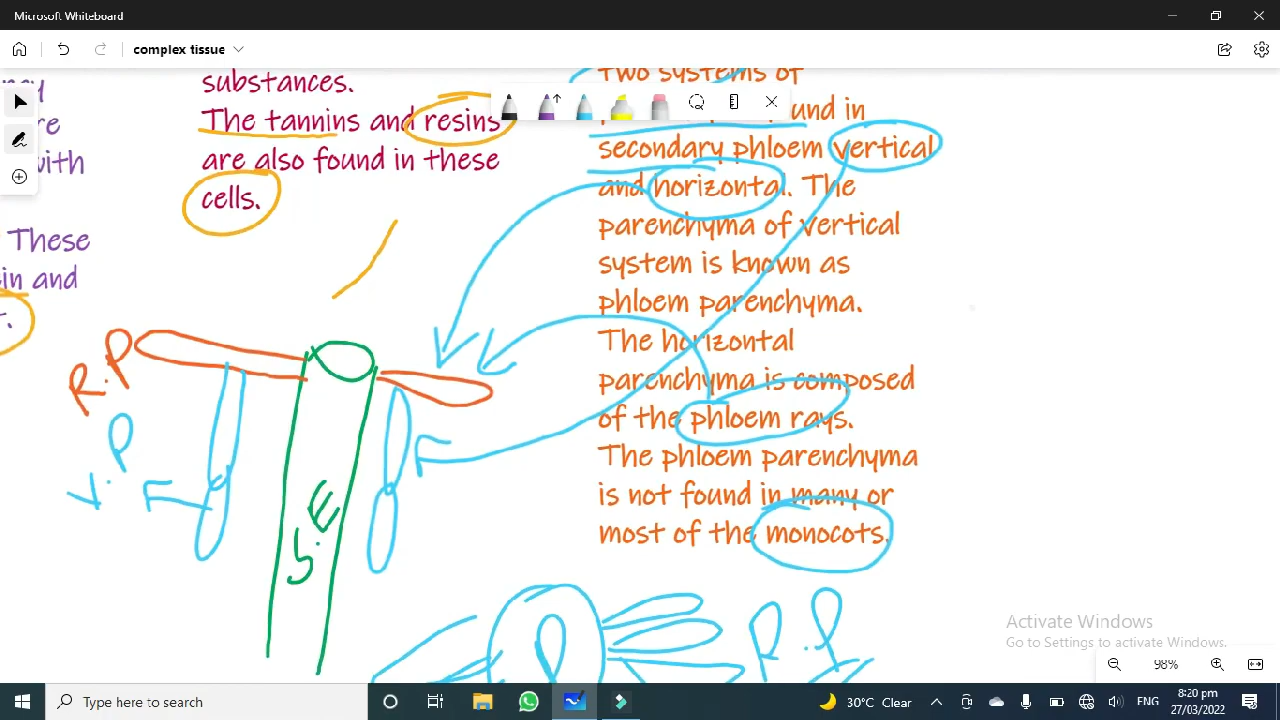 Microsoft Whiteboard
complex tissue
ncy
re
with
These
in and
t.
substances.
The tannins and resins
are also found in these
cells.
two systems of
und in
secondary phloem vertical
and horizontal. The
parenchyma of vertical
system is known as
phloem parenchyma.
The horizontal
parenchyma is composed
of the phloem rays.
The phloem parenchyma
is not found in many or
most of the monocots.
R.P
V.P
S.E
P
R.P
Activate Windows
Go to Settings to activate Windows.
98%
Type here to search
30°C Clear
ENG
8:20 pm
27/03/2022